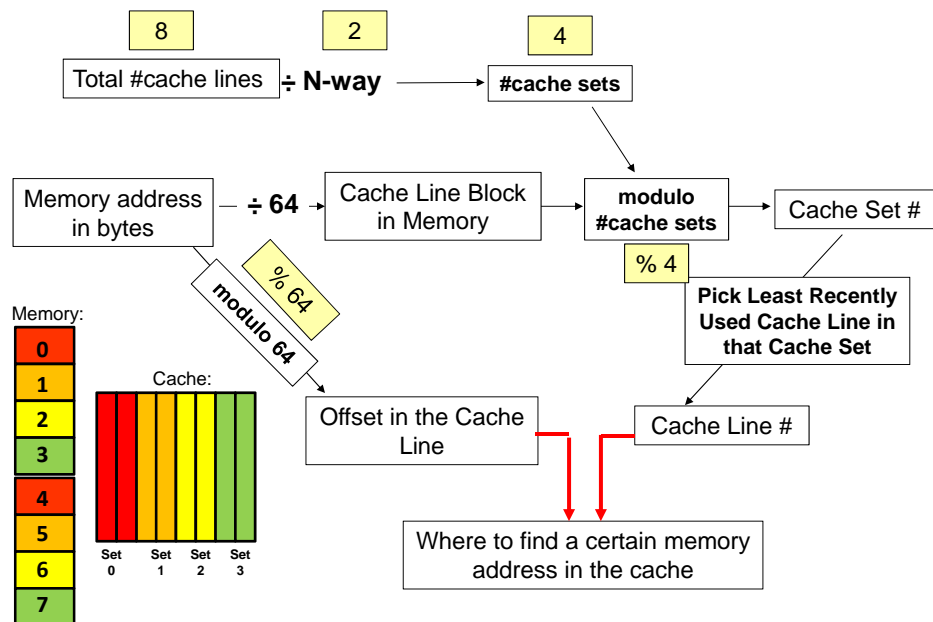 8
2
4
Total #cache lines
÷ N-way
#cache sets
Memory address
in bytes
÷ 64
Cache Line Block
in Memory
modulo
#cache sets
Cache Set #
% 64
modulo 64
% 4
Pick Least Recently
Used Cache Line in
that Cache Set
Memory:
0
1
2
3
4
5
6
7
Cache:
Set
0
Set
1
Set
2
Set
3
Offset in the Cache
Line
Cache Line #
Where to find a certain memory
address in the cache